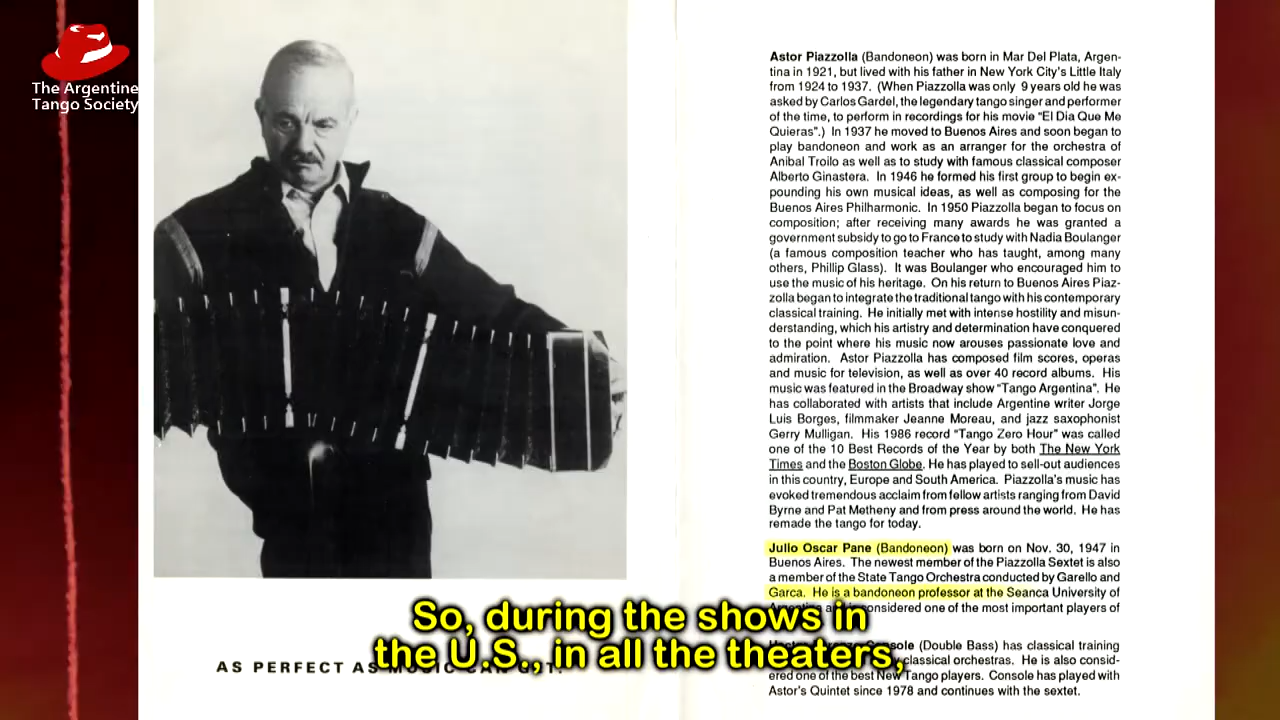 The Argentine
Tango Society
Astor Piazzolla (Bandoneon) was born in Mar Del Plata, Argen-
tina in 1921, but lived with his father in New York City's Little Italy
from 1924 to 1937. (When Piazzolla was only 9 years old he was
asked by Carlos Gardel, the legendary tango singer and performer
of the time, to perform in recordings for his movie "El Dia Que Me
Quieras".) In 1937 he moved to Buenos Aires and soon began to
play bandoneon and work as an arranger for the orchestra of
Anibal Troilo as well as to study with famous classical composer
Alberto Ginastera. In 1946 he formed his first group to begin ex-
pounding his own musical ideas, as well as composing for the
Buenos Aires Philharmonic. In 1950 Piazzolla began to focus on
composition; after receiving many awards he was granted a
government subsidy to go to France to study with Nadia Boulanger
(a famous composition teacher who has taught, among many
others, Phillip Glass). It was Boulanger who encouraged him to
use the music of his heritage. On his return to Buenos Aires Piaz-
zolla began to integrate the traditional tango with his contemporary
classical training. He initially met with intense hostility and misun-
derstanding, which his artistry and determination have conquered
to the point where his music now arouses passionate love and
admiration. Astor Piazzolla has composed film scores, operas
and music for television, as well as over 40 record albums. His
music was featured in the Broadway show "Tango Argentina". He
has collaborated with artists that include Argentine writer Jorge
Luis Borges, filmmaker Jeanne Moreau, and jazz saxophonist
Gerry Mulligan. His 1986 record "Tango Zero Hour" was called
one of the 10 Best Records of the Year by both The New York
Times and the Boston Globe. He has played to sell-out audiences
in this country, Europe and South America. Piazzolla's music has
evoked tremendous acclaim from fellow artists ranging from David
Byrne and Pat Metheny and from press around the world. He has
remade the tango for today.
Julio Oscar Pane (Bandoneon) was born on Nov. 30, 1947 in
Buenos Aires. The newest member of the Piazzolla Sextet is also
a member of the State Tango Orchestra conducted by Garello and
Garca. He is a bandoneon professor at the Seanca University of
considered one of the most important players of
(Double Bass) has classical training
classical orchestras. He is also consid-
ered one of the best New Tango players. Console has played with
Astor's Quintet since 1978 and continues with the sextet.
AS PERFECT AS
So, during the shows in
the U.S., in all the theaters,